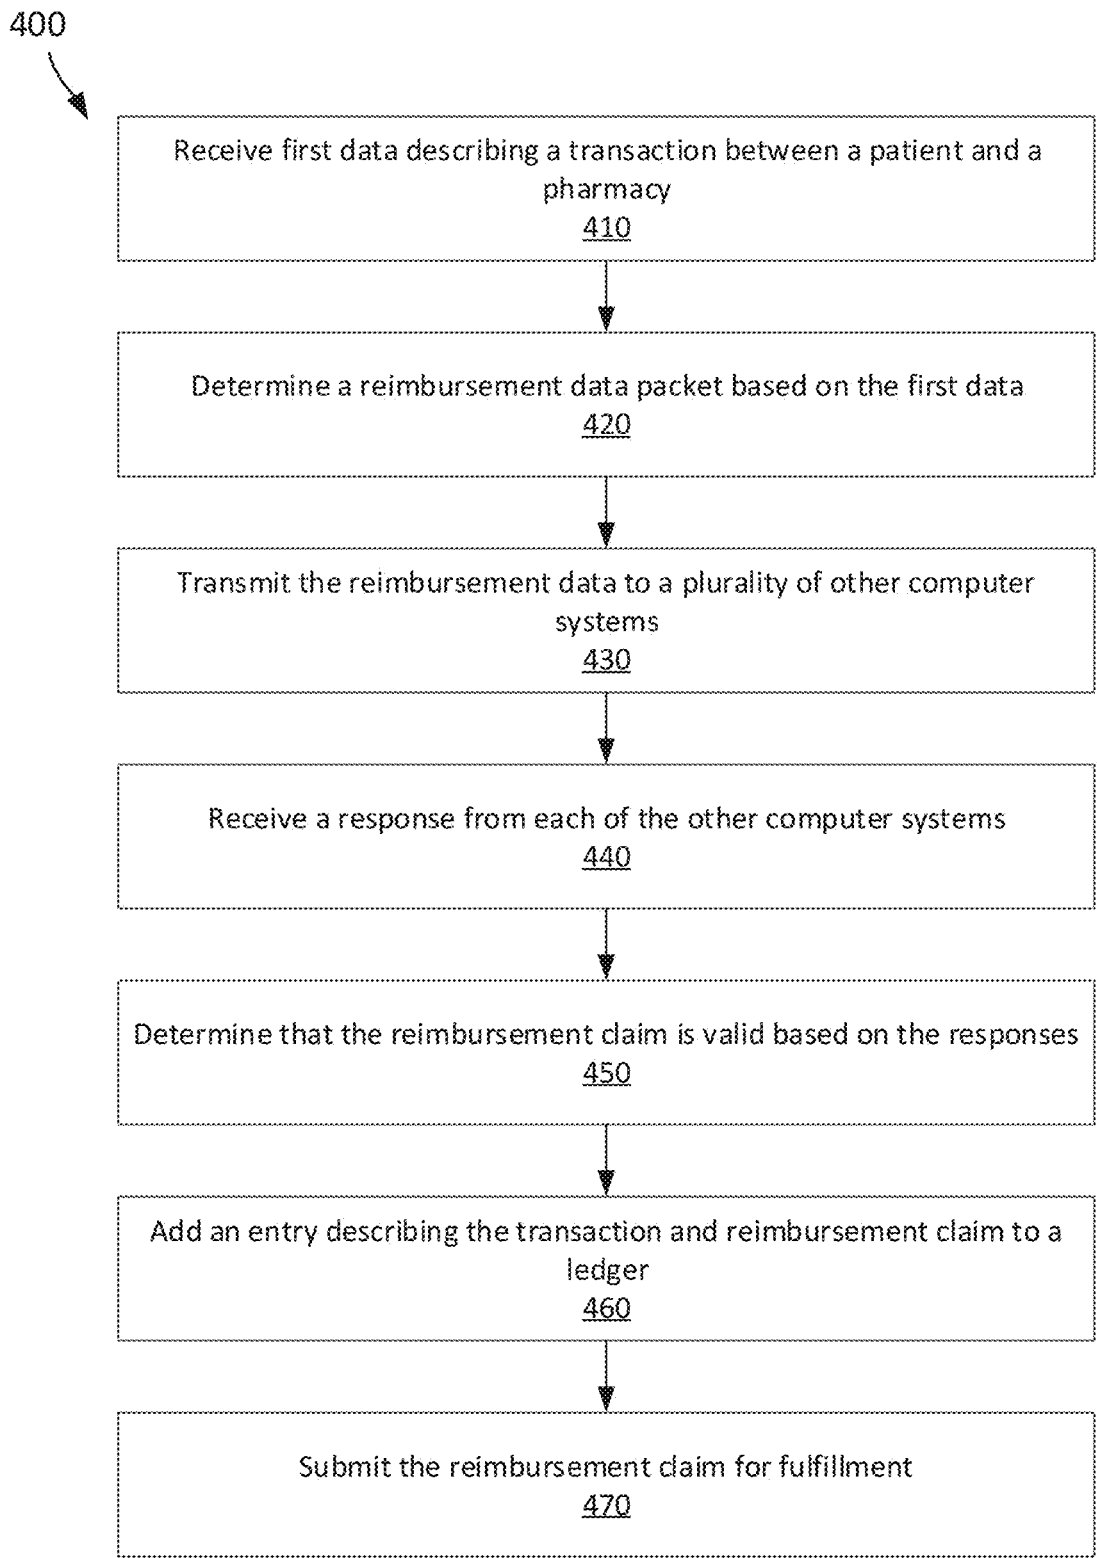 400
Receive first data describing a transaction between a patient and a
pharmacy
410
Determine a reimbursement data packet based on the first data
420
Transmit the reimbursement data to a plurality of other computer
systems
430
Receive a response from each of the other computer systems
440
Determine that the reimbursement claim is valid based on the responses
450
Add an entry describing the transaction and reimbursement claim to a
ledger
460
Submit the reimbursement claim for fulfillment
470